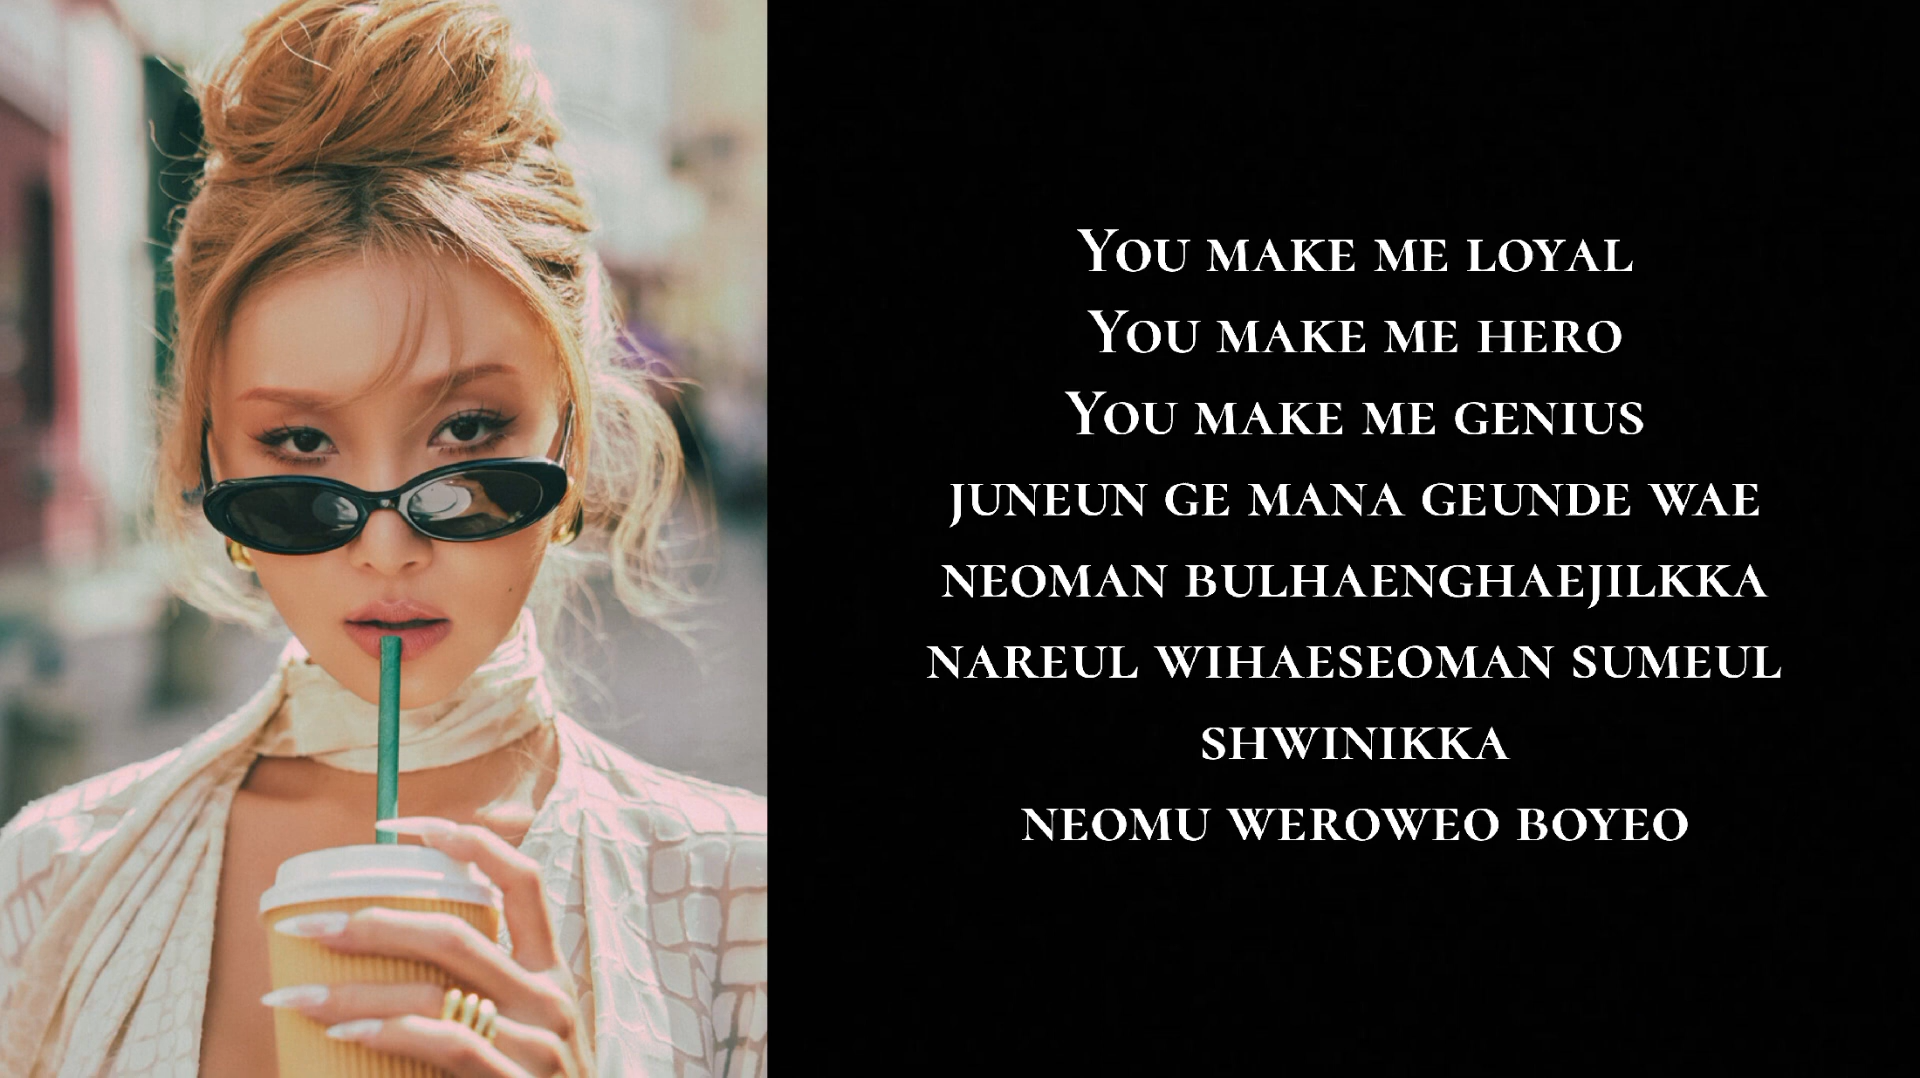 You make me loyal
You make me hero
You make me genius
juneun ge mana geunde wae
neoman bulhaenghaejilkka
nareul wihaeseoman sumeul
shwinikka
neomu weroweo boyeo